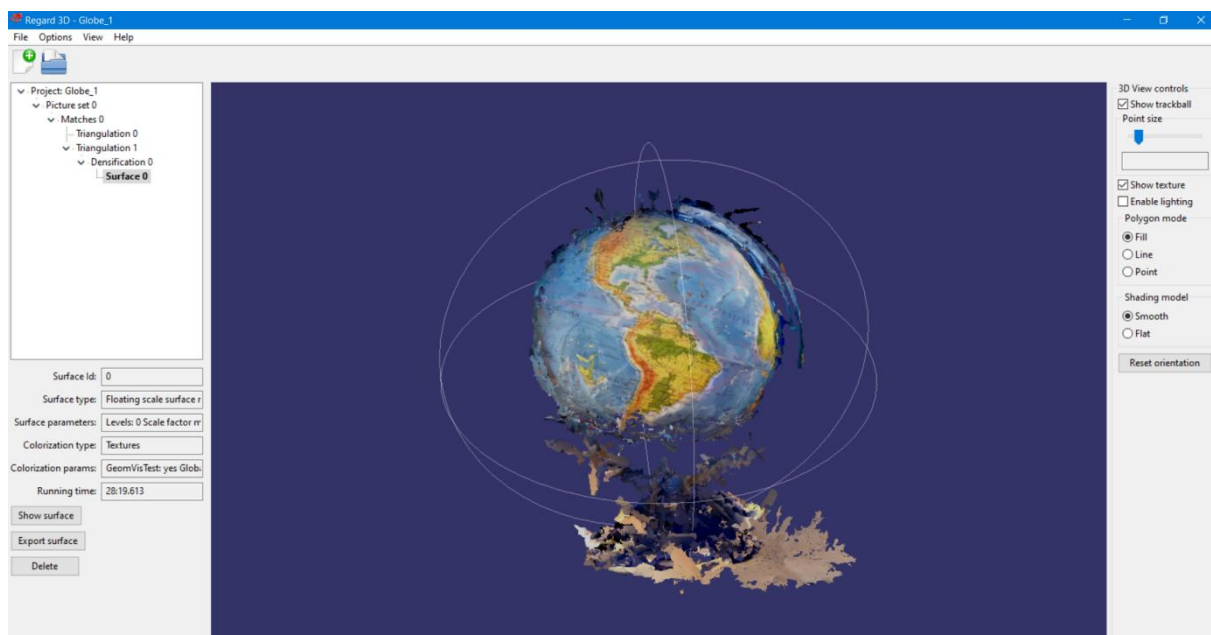 Regard 3D - Globe_1
File Options View Help
Project: Globe_1
Picture set 0
Matches 0
Triangulation 0
Triangulation 1
Densification 0
Surface 0
Surface Id: 0
Surface type: Floating scale surface r
Surface parameters: Levels: 0 Scale factor m
Colorization type: Textures
Colorization params: GeomVisTest: yes Glob
Running time: 28:19.613
Show surface
Export surface
Delete
3D View controls
Show trackball
Point size
Show texture
Enable lighting
Polygon mode
Fill
Line
Point
Shading model
Smooth
Flat
Reset orientation